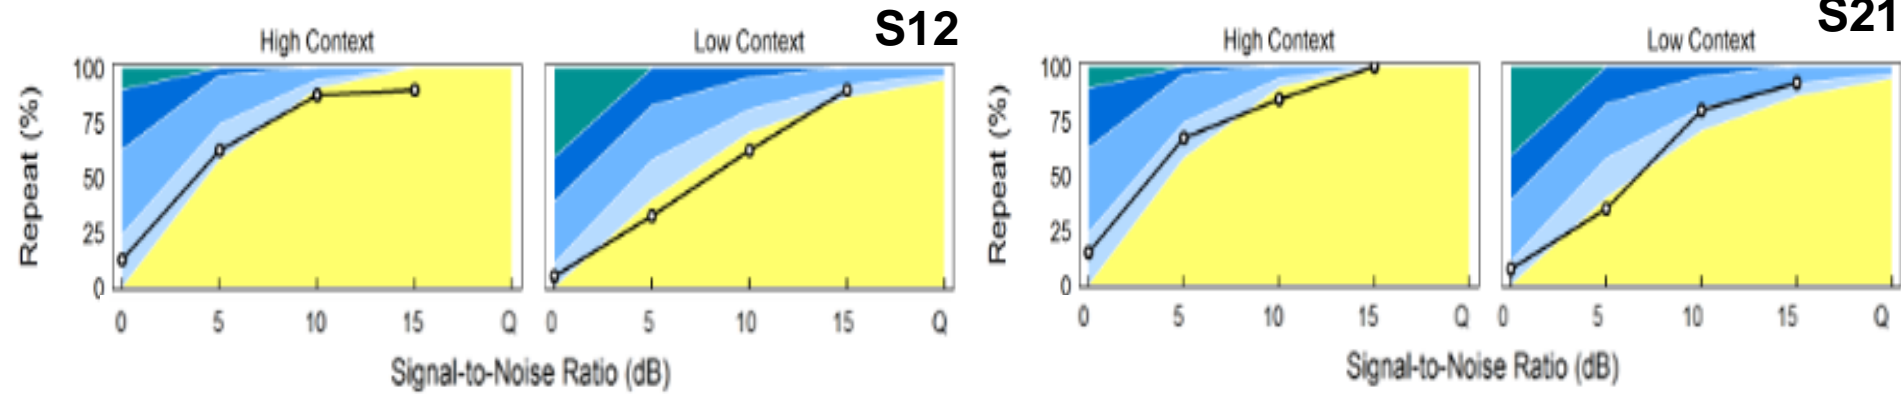 S12
High Context
Low Context
Repeat (%)
100
75
50
25
0
0 5 10 15 Q
0 5 10 15 Q
Signal-to-Noise Ratio (dB)
S21
High Context
Low Context
Repeat (%)
100
75
50
25
0
0 5 10 15 Q
0 5 10 15 Q
Signal-to-Noise Ratio (dB)